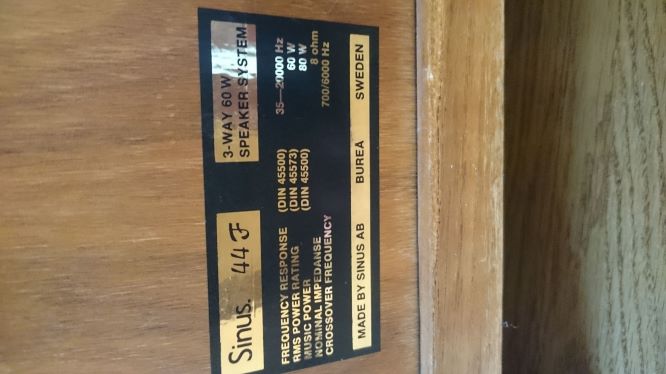 Sinus. 44 F
3-WAY 60 W
SPEAKER SYSTEM
FREQUENCY RESPONSE (DIN 45500) 35—20000 Hz
RMS POWER RATING (DIN 45573) 60 W
MUSIC POWER (DIN 45500) 80 W
NOMINAL IMPEDANSE 8 ohm
CROSSOVER FREQUENCY 700/6000 Hz
MADE BY SINUS AB BUREÅ SWEDEN